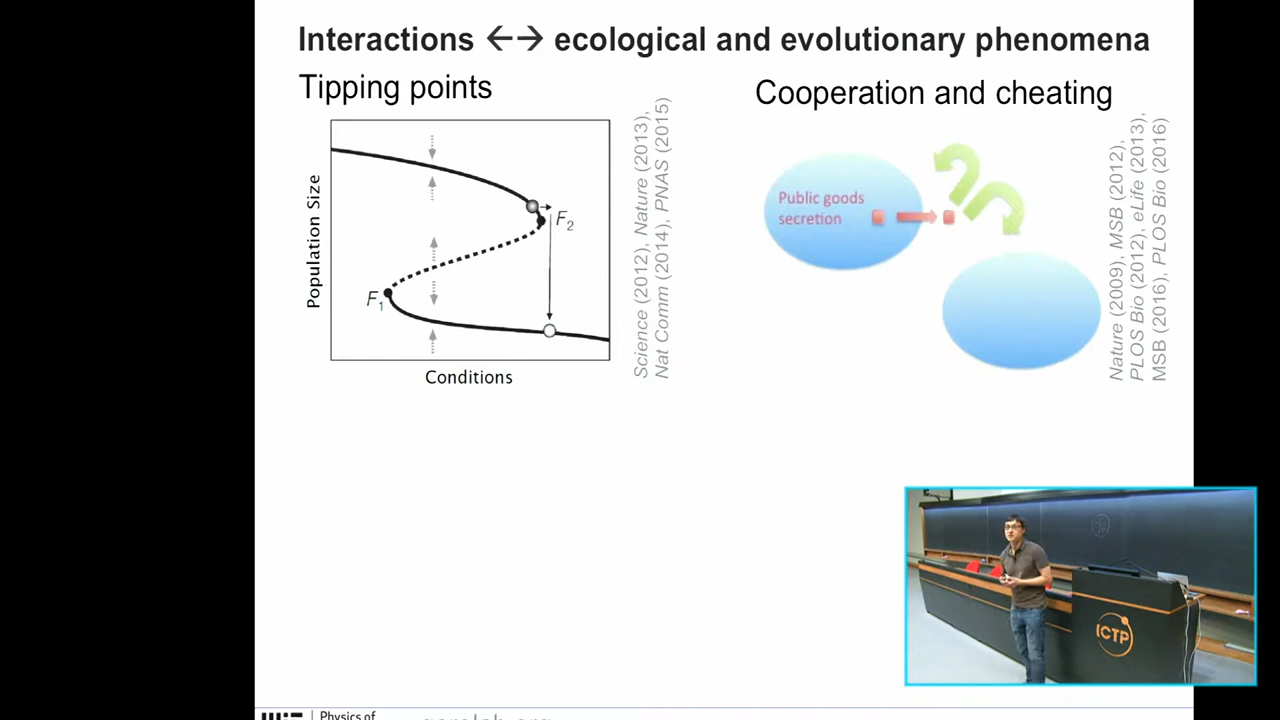 Interactions ←→ ecological and evolutionary phenomena
Tipping points
Population Size
F1
F2
Conditions
Science (2012), Nature (2013),
Nat Comm (2014), PNAS (2015)
Cooperation and cheating
Public goods
secretion
Nature (2009), MSB (2012),
PLOS Bio (2012), eLife (2013),
MSB (2016), PLOS Bio (2016)
ICTP
Physics of